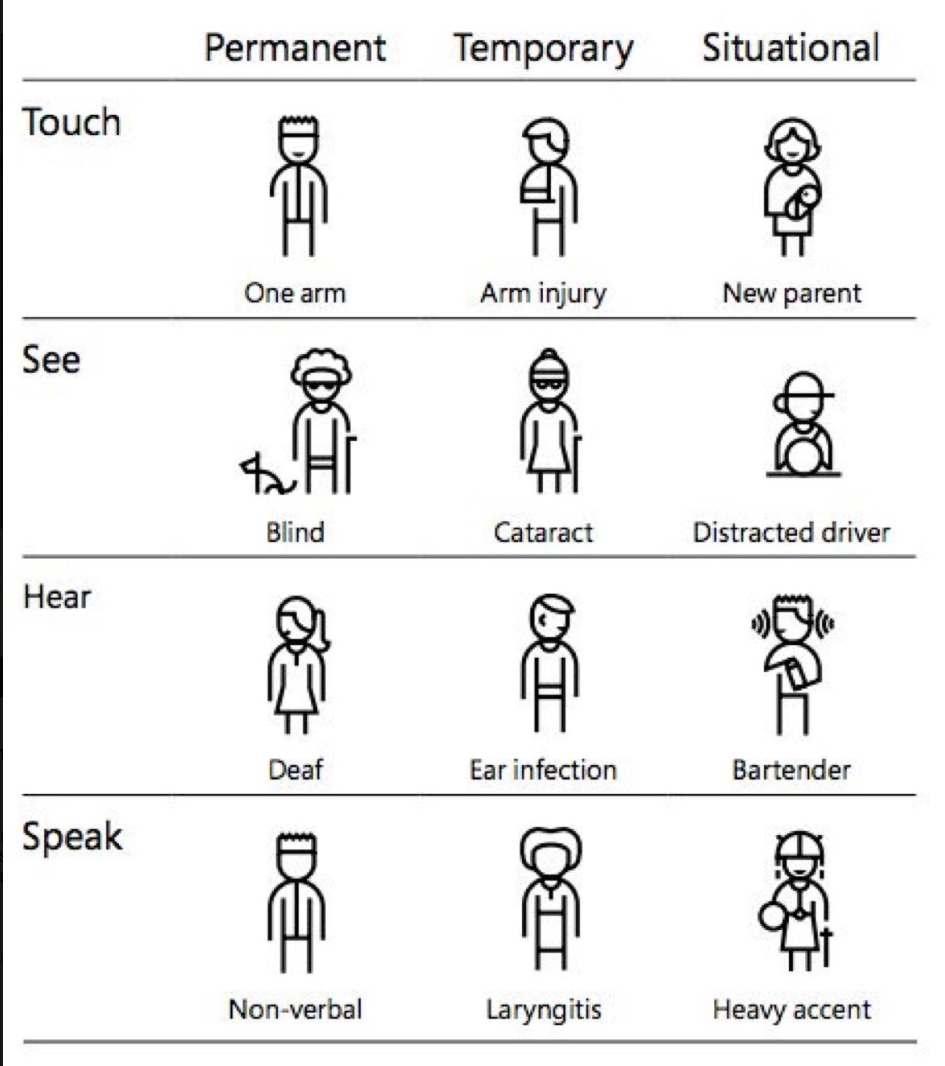 Permanent Temporary Situational
Touch
One arm Arm injury New parent
See
Blind Cataract Distracted driver
Hear
Deaf Ear infection Bartender
Speak
Non-verbal Laryngitis Heavy accent